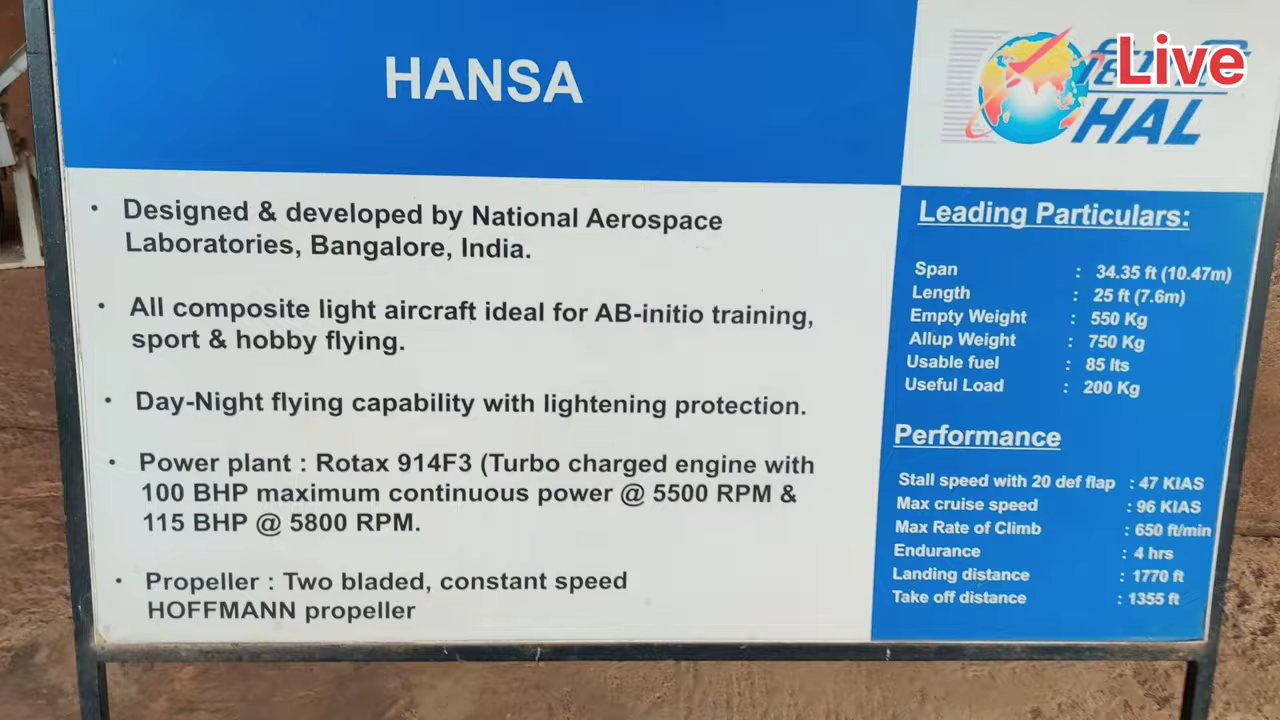 HANSA
Live
HAL
• Designed & developed by National Aerospace
Laboratories, Bangalore, India.
• All composite light aircraft ideal for AB-initio training,
sport & hobby flying.
• Day-Night flying capability with lightening protection.
• Power plant : Rotax 914F3 (Turbo charged engine with
100 BHP maximum continuous power @ 5500 RPM &
115 BHP @ 5800 RPM.
• Propeller : Two bladed, constant speed
HOFFMANN propeller
Leading Particulars:
Span : 34.35 ft (10.47m)
Length : 25 ft (7.6m)
Empty Weight : 550 Kg
Allup Weight : 750 Kg
Usable fuel : 85 lts
Useful Load : 200 Kg
Performance
Stall speed with 20 def flap : 47 KIAS
Max cruise speed : 96 KIAS
Max Rate of Climb : 650 ft/min
Endurance : 4 hrs
Landing distance : 1770 ft
Take off distance : 1355 ft